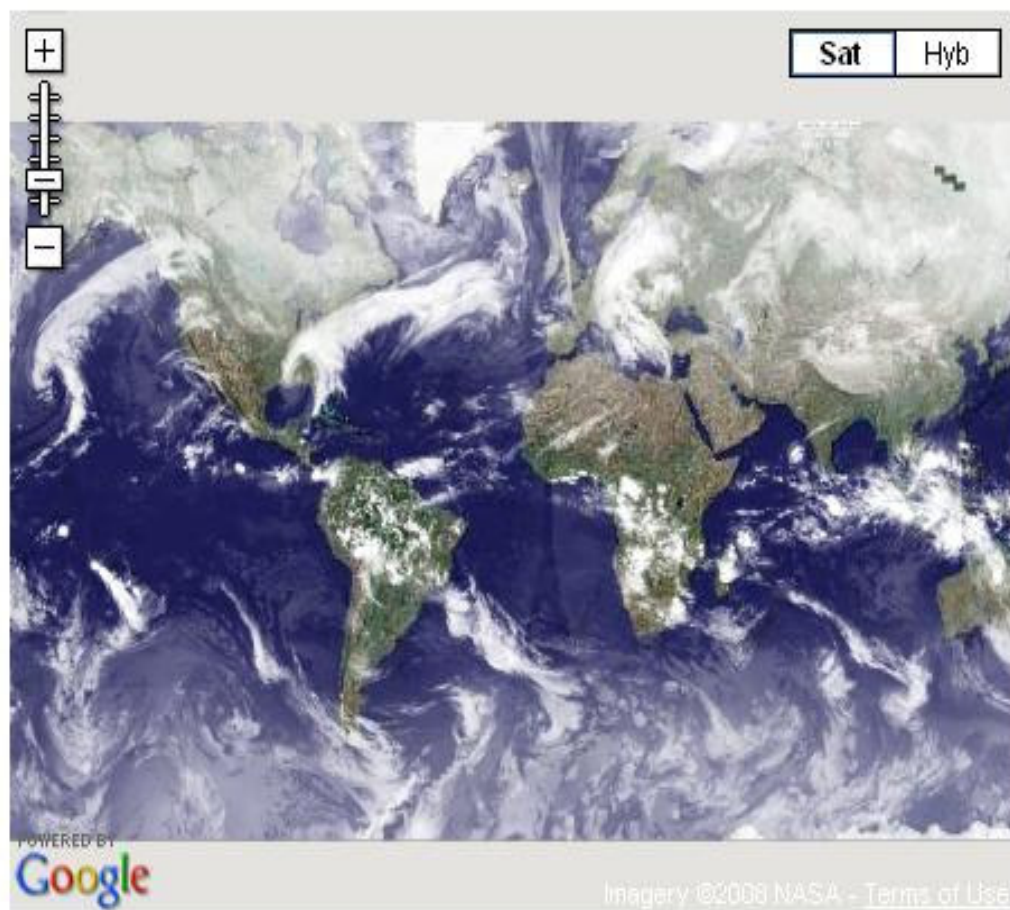 +
Sat Hyb
−
POWERED BY
Google
Imagery ©2008 NASA - Terms of Use